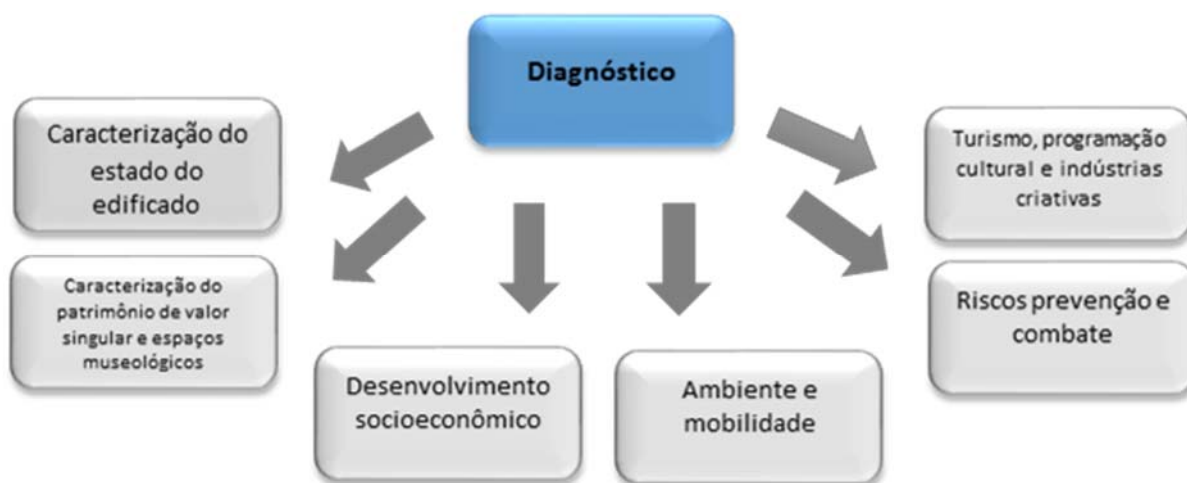 Diagnóstico
Caracterização do
estado do
edificado
Caracterização do
patrimônio de valor
singular e espaços
museológicos
Desenvolvimento
socioeconômico
Ambiente e
mobilidade
Turismo, programação
cultural e indústrias
criativas
Riscos prevenção e
combate